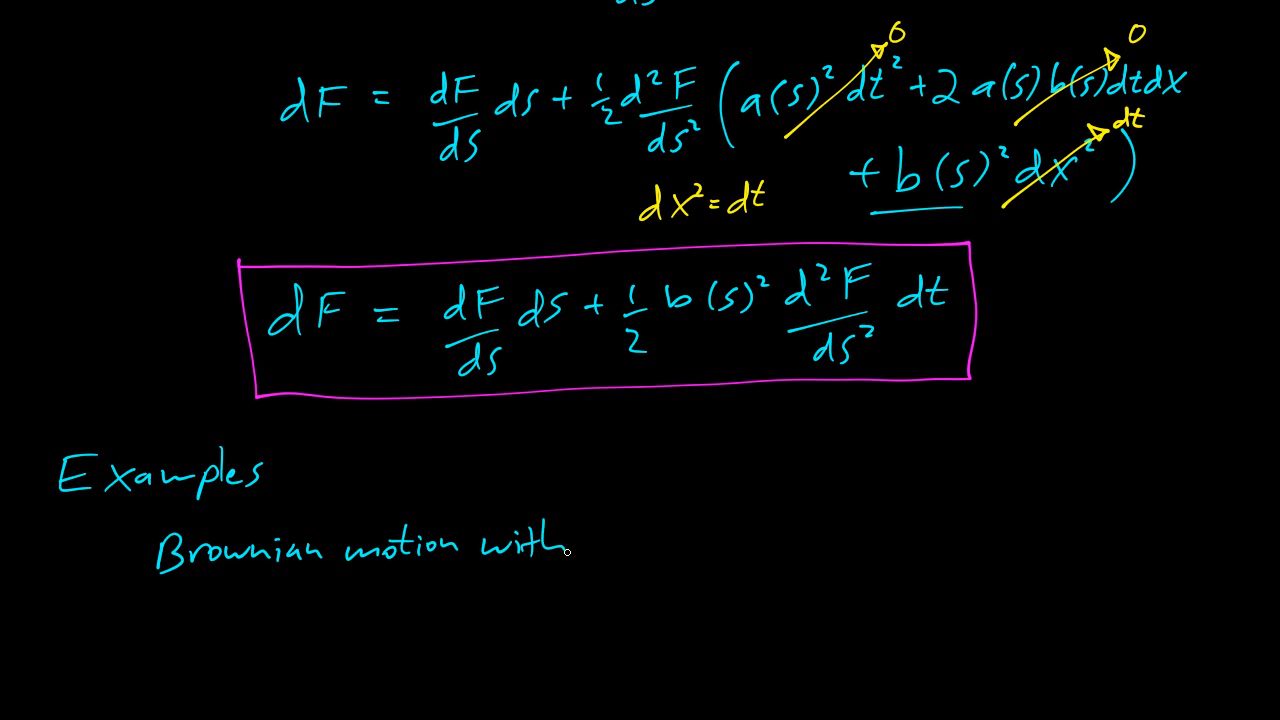 dF = dF/ds ds + 1/2 d²F/ds² (a(s)² dt² + 2 a(s) b(s) dt dx
0 0
+ b(s)² dx²)
dt
dx² = dt
dF = dF/ds ds + 1/2 b(s)² d²F/ds² dt
Examples
Brownian motion with